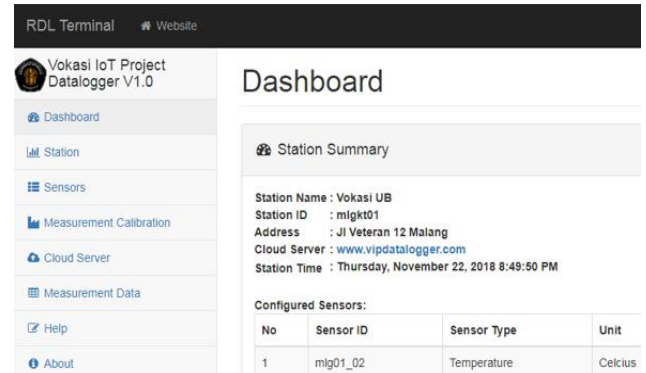 RDL Terminal Website
Vokasi IoT Project
Datalogger V1.0
Dashboard
Station
Sensors
Measurement Calibration
Cloud Server
Measurement Data
Help
About
Dashboard
Station Summary
Station Name : Vokasi UB
Station ID : mlgkt01
Address : Jl Veteran 12 Malang
Cloud Server : www.vipdatalogger.com
Station Time : Thursday, November 22, 2018 8:49:50 PM
Configured Sensors:
No Sensor ID Sensor Type Unit
1 mlg01_02 Temperature Celcius